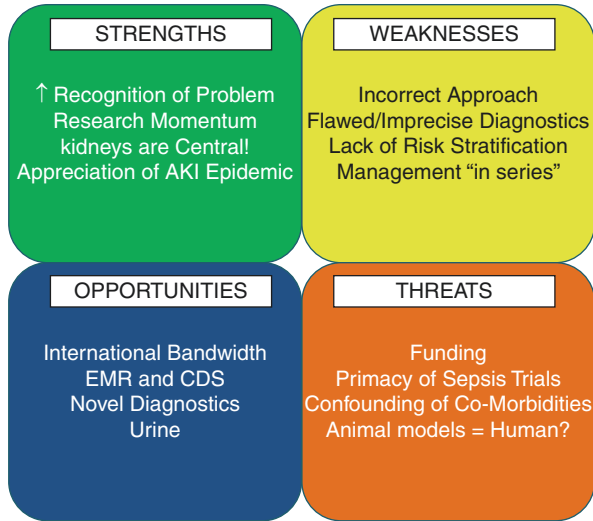 STRENGTHS
↑ Recognition of Problem
Research Momentum
kidneys are Central!
Appreciation of AKI Epidemic
WEAKNESSES
Incorrect Approach
Flawed/Imprecise Diagnostics
Lack of Risk Stratification
Management “in series”
OPPORTUNITIES
International Bandwidth
EMR and CDS
Novel Diagnostics
Urine
THREATS
Funding
Primacy of Sepsis Trials
Confounding of Co-Morbidities
Animal models = Human?